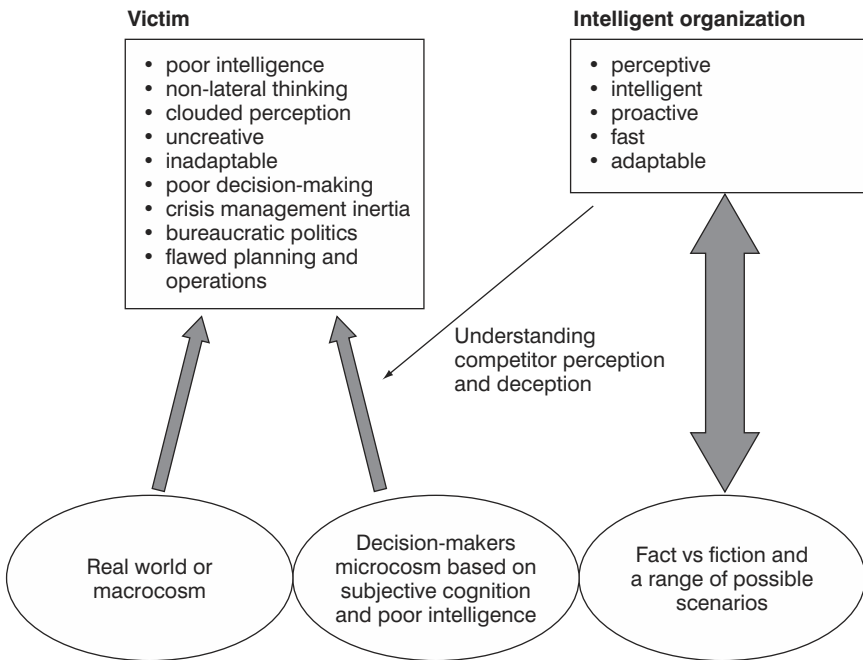 Victim
• poor intelligence
• non-lateral thinking
• clouded perception
• uncreative
• inadaptable
• poor decision-making
• crisis management inertia
• bureaucratic politics
• flawed planning and
operations
Intelligent organization
• perceptive
• intelligent
• proactive
• fast
• adaptable
Understanding
competitor perception
and deception
Real world or
macrocosm
Decision-makers
microcosm based on
subjective cognition
and poor intelligence
Fact vs fiction and
a range of possible
scenarios